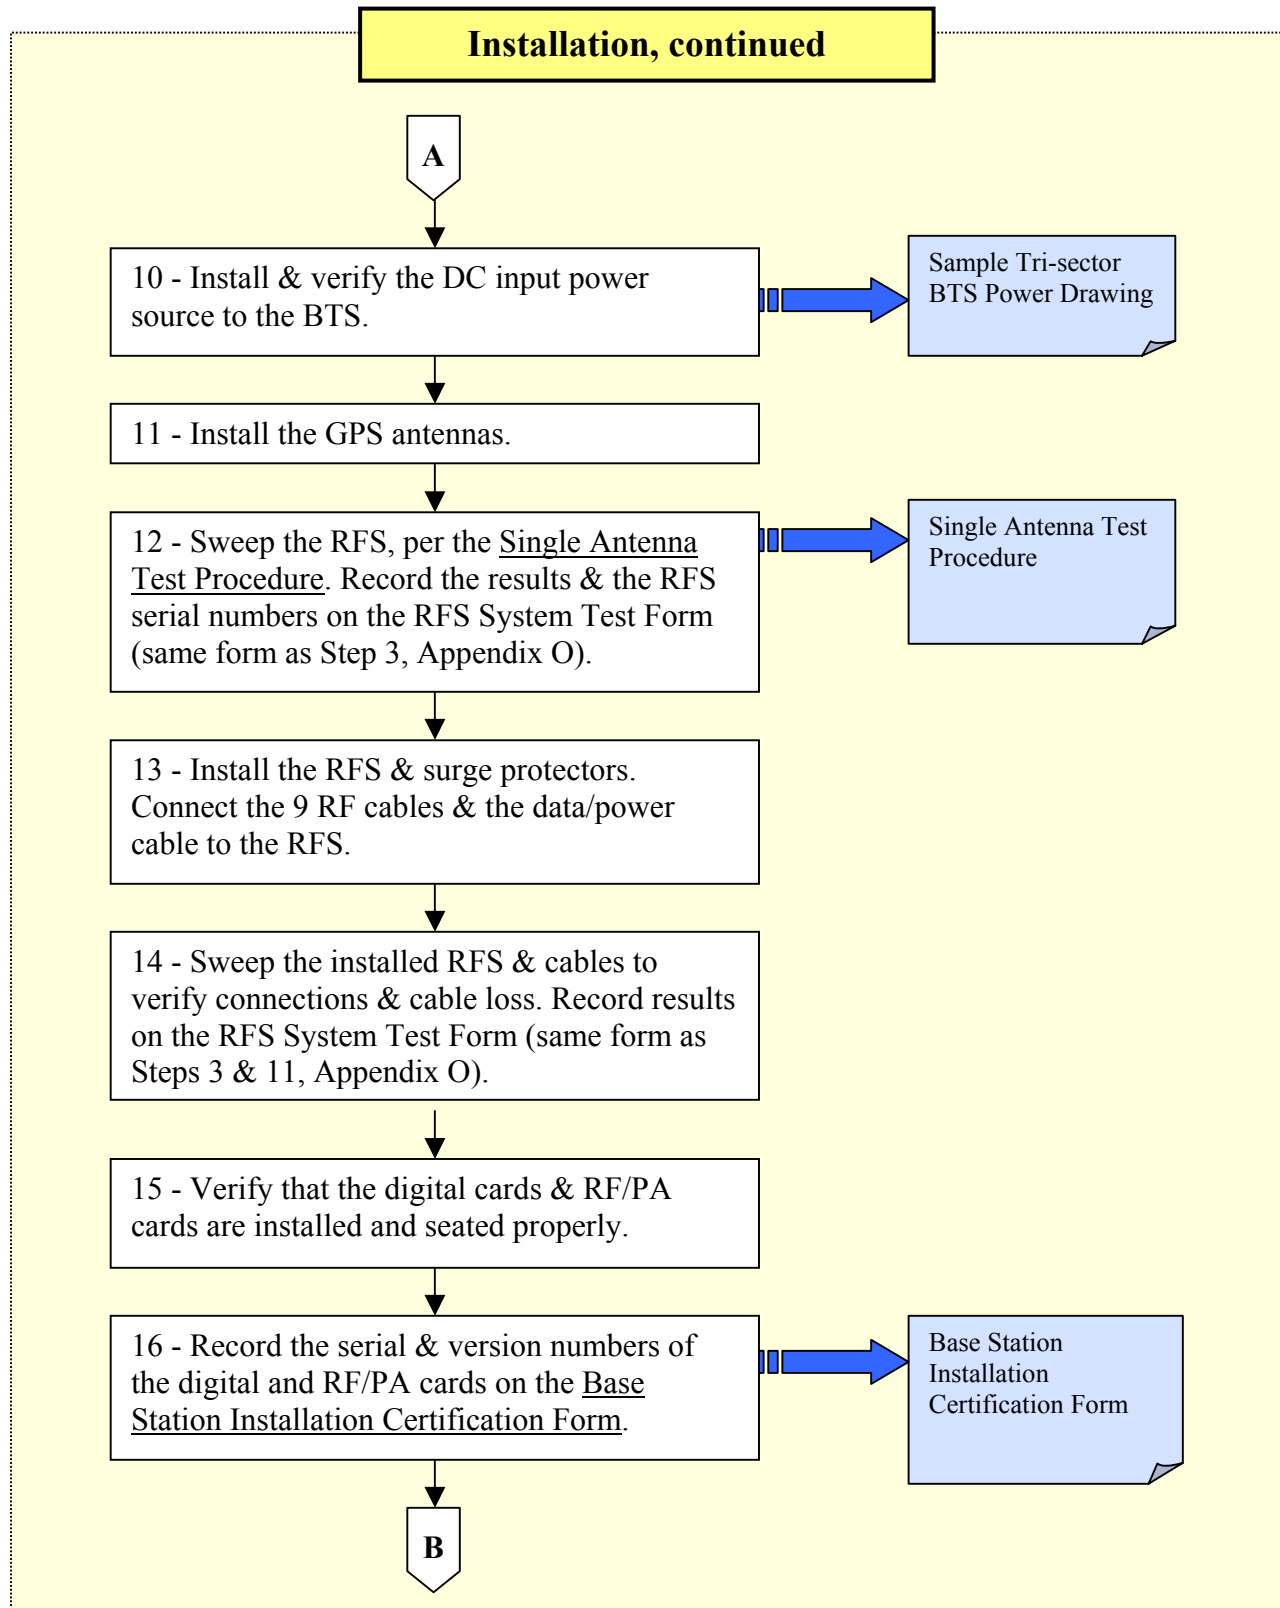 Installation, continued
A
10 - Install & verify the DC input power
source to the BTS.
Sample Tri-sector
BTS Power Drawing
11 - Install the GPS antennas.
12 - Sweep the RFS, per the Single Antenna
Test Procedure. Record the results & the RFS
serial numbers on the RFS System Test Form
(same form as Step 3, Appendix O).
Single Antenna Test
Procedure
13 - Install the RFS & surge protectors.
Connect the 9 RF cables & the data/power
cable to the RFS.
14 - Sweep the installed RFS & cables to
verify connections & cable loss. Record results
on the RFS System Test Form (same form as
Steps 3 & 11, Appendix O).
15 - Verify that the digital cards & RF/PA
cards are installed and seated properly.
16 - Record the serial & version numbers of
the digital and RF/PA cards on the Base
Station Installation Certification Form.
Base Station
Installation
Certification Form
B